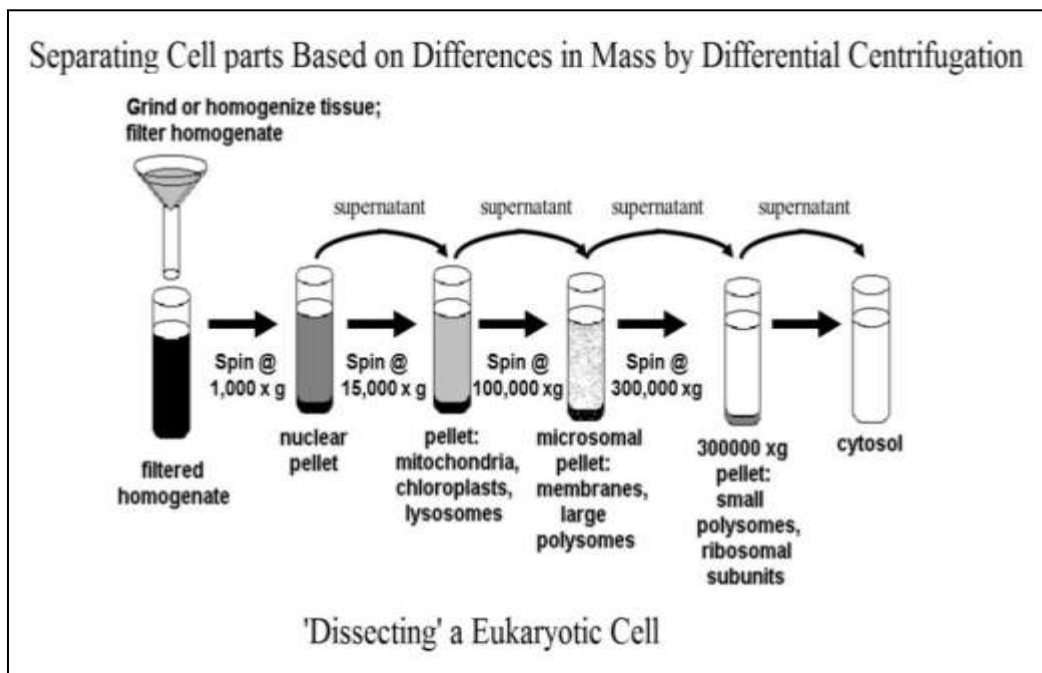 Separating Cell parts Based on Differences in Mass by Differential Centrifugation
Grind or homogenize tissue;
filter homogenate
supernatant
supernatant
supernatant
supernatant
Spin @
1,000 x g
Spin @
15,000 x g
Spin @
100,000 xg
Spin @
300,000 xg
filtered
homogenate
nuclear
pellet
pellet:
mitochondria,
chloroplasts,
lysosomes
microsomal
pellet:
membranes,
large
polysomes
300000 xg
pellet:
small
polysomes,
ribosomal
subunits
cytosol
'Dissecting' a Eukaryotic Cell